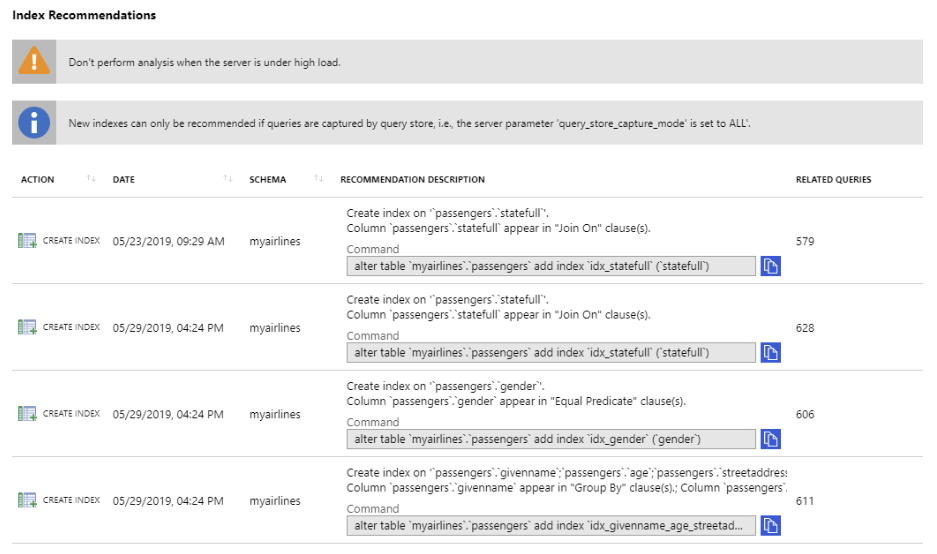 Index Recommendations
Don't perform analysis when the server is under high load.
New indexes can only be recommended if queries are captured by query store, i.e., the server parameter 'query_store_capture_mode' is set to ALL'.
ACTION ↑↓ DATE ↑↓ SCHEMA ↑↓ RECOMMENDATION DESCRIPTION RELATED QUERIES
Create index on '`passengers`.`statefull`'.
Column `passengers`.`statefull` appear in "Join On" clause(s).
CREATE INDEX 05/23/2019, 09:29 AM myairlines 579
Command
alter table `myairlines`.`passengers` add index `idx_statefull` (`statefull`)
Create index on '`passengers`.`statefull`'.
Column `passengers`.`statefull` appear in "Join On" clause(s).
CREATE INDEX 05/29/2019, 04:24 PM myairlines 628
Command
alter table `myairlines`.`passengers` add index `idx_statefull` (`statefull`)
Create index on '`passengers`.`gender`'.
Column `passengers`.`gender` appear in "Equal Predicate" clause(s).
CREATE INDEX 05/29/2019, 04:24 PM myairlines 606
Command
alter table `myairlines`.`passengers` add index `idx_gender` (`gender`)
Create index on '`passengers`.`givenname`;`passengers`.`age`;`passengers`.`streetaddres
Column `passengers`.`givenname` appear in "Group By" clause(s).; Column `passengers`.
CREATE INDEX 05/29/2019, 04:24 PM myairlines 611
Command
alter table `myairlines`.`passengers` add index `idx_givenname_age_streetad...